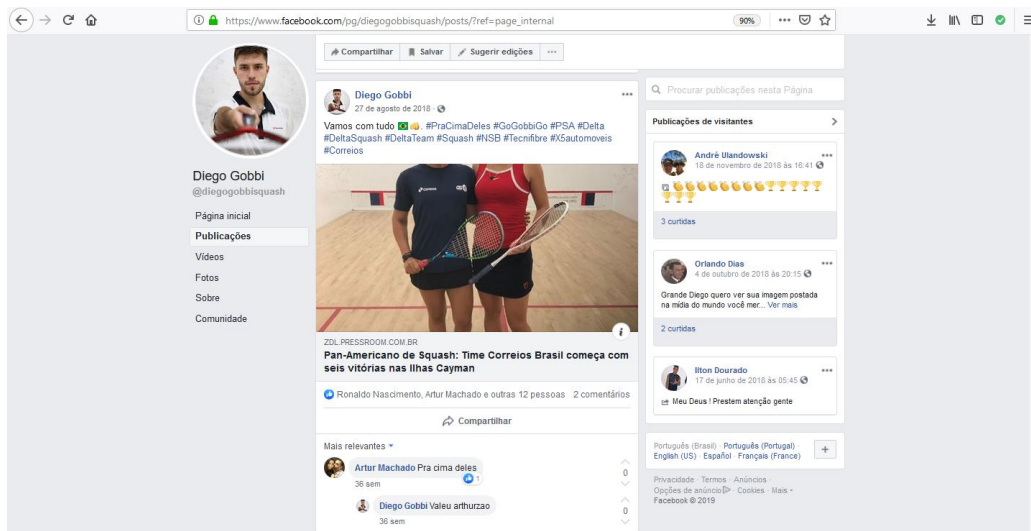 https://www.facebook.com/pg/diegogobbisquash/posts/?ref=page_internal
90%
Compartilhar Salvar Sugerir edições
Diego Gobbi
@diegogobbisquash
Página inicial
Publicações
Vídeos
Fotos
Sobre
Comunidade
Diego Gobbi
27 de agosto de 2018
Vamos com tudo 🇧🇷👊. #PraCimaDeles #GoGobbiGo #PSA #Delta
#DeltaSquash #DeltaTeam #Squash #NSB #Tecnifibre #X5automoveis
#Correios
ZDL.PRESSROOM.COM.BR
Pan-Americano de Squash: Time Correios Brasil começa com
seis vitórias nas Ilhas Cayman
Ronaldo Nascimento, Artur Machado e outras 12 pessoas 2 comentários
Compartilhar
Mais relevantes
Artur Machado Pra cima deles
1
36 sem
0
Diego Gobbi Valeu arthurzao
36 sem
0
Procurar publicações nesta Página
Publicações de visitantes
André Ulandowski
18 de novembro de 2018 às 16:41
3 curtidas
Orlando Dias
4 de outubro de 2018 às 20:15
Grande Diego quero ver sua imagem postada
na mídia do mundo você mer... Ver mais
2 curtidas
Ilton Dourado
17 de junho de 2018 às 05:45
Meu Deus ! Prestem atenção gente
Português (Brasil) · Português (Portugal) ·
English (US) · Español · Français (France)
Privacidade · Termos · Anúncios ·
Opções de anúncio · Cookies · Mais
Facebook © 2019